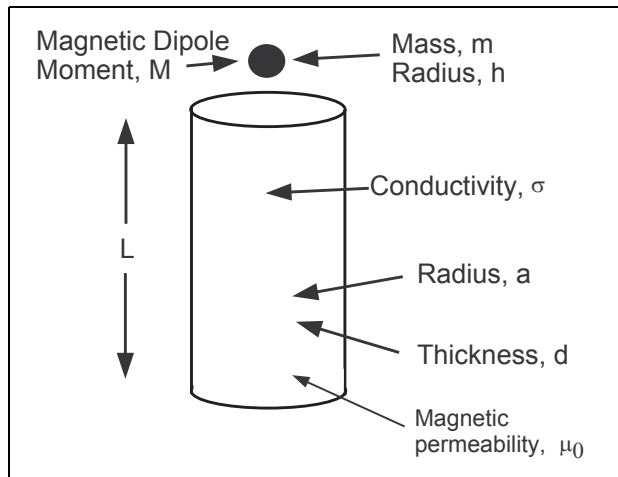 Magnetic Dipole
Moment, M
Mass, m
Radius, h
Conductivity, σ
L
Radius, a
Thickness, d
Magnetic
permeability, μ0